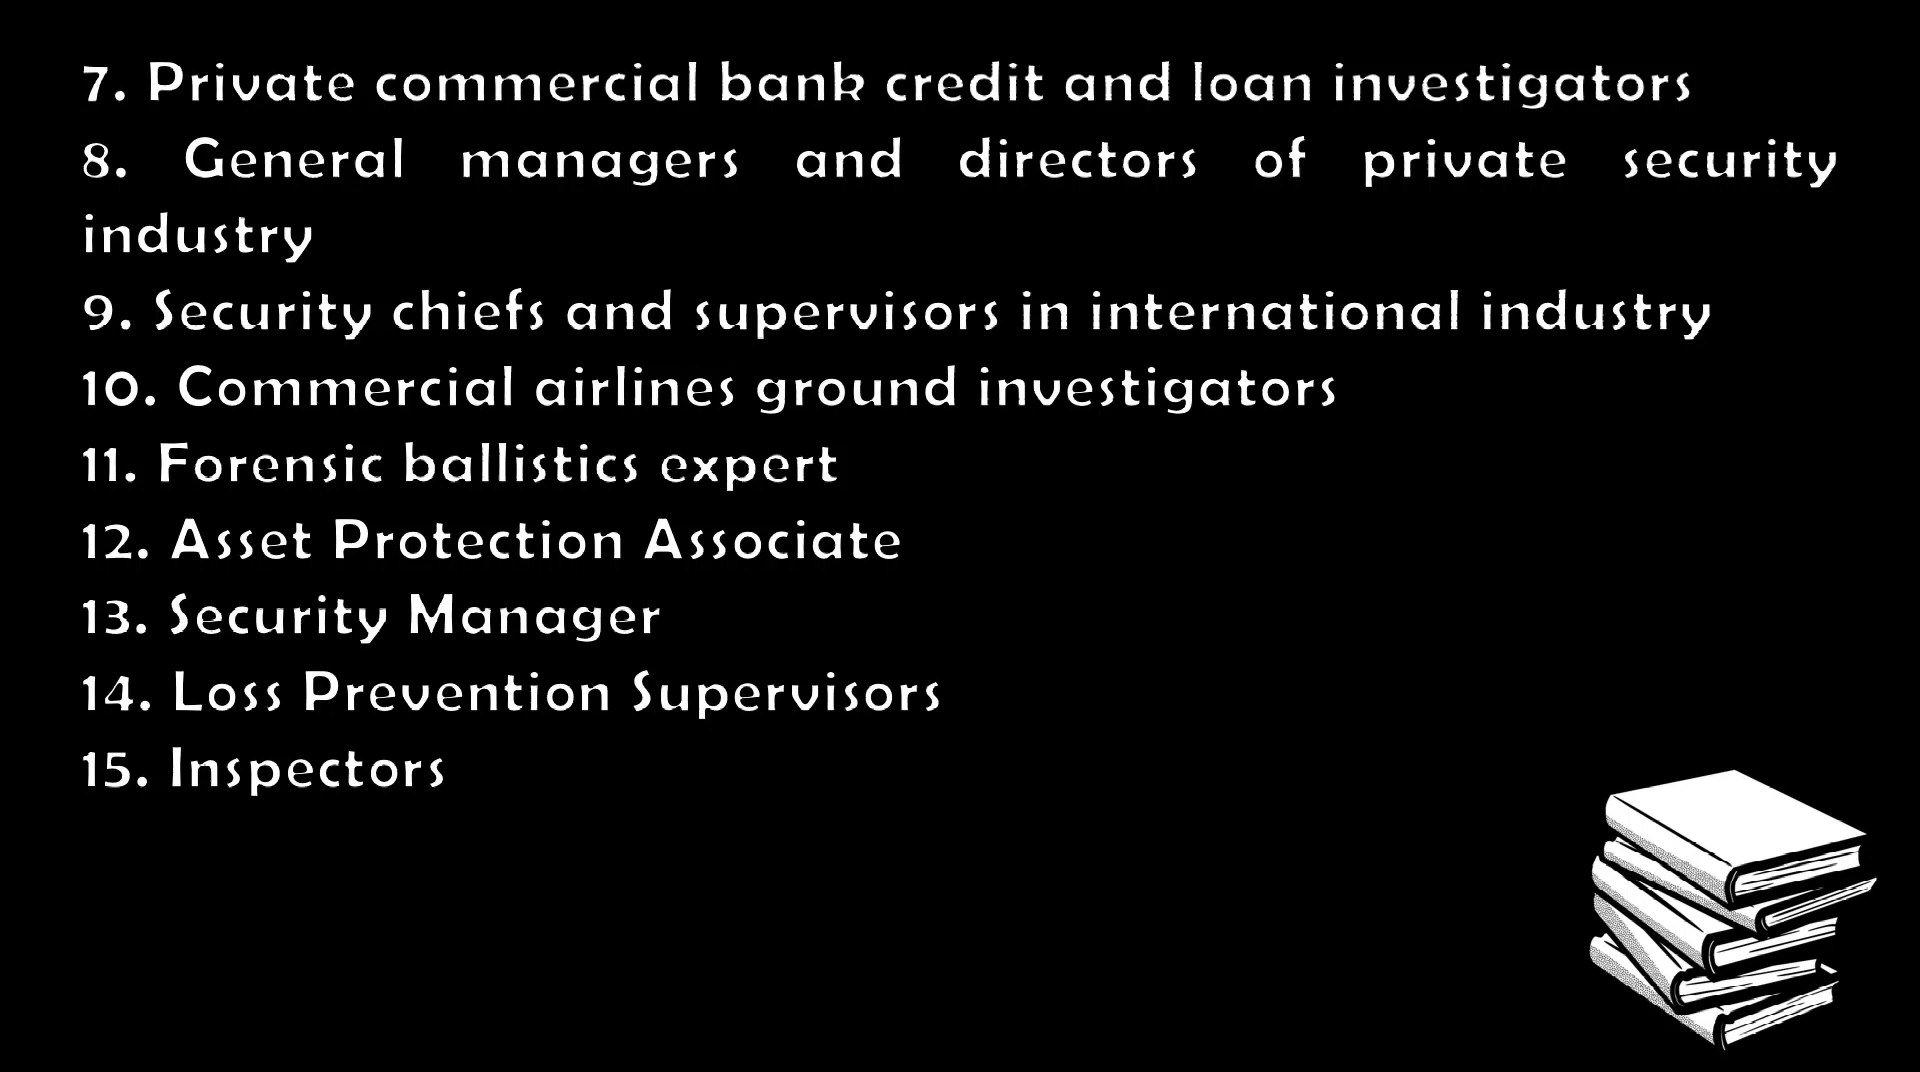 7. Private commercial bank credit and loan investigators
8. General managers and directors of private security
industry
9. Security chiefs and supervisors in international industry
10. Commercial airlines ground investigators
11. Forensic ballistics expert
12. Asset Protection Associate
13. Security Manager
14. Loss Prevention Supervisors
15. Inspectors